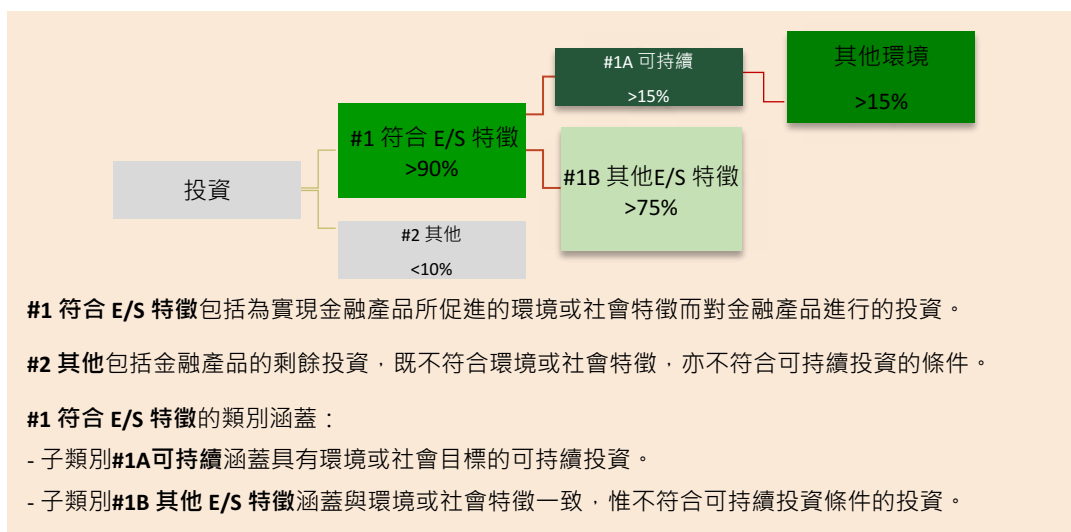 #1A 可持續
>15%
其他環境
>15%
#1 符合 E/S 特徵
>90%
#1B 其他E/S 特徵
>75%
投資
#2 其他
<10%
#1 符合 E/S 特徵包括為實現金融產品所促進的環境或社會特徵而對金融產品進行的投資。
#2 其他包括金融產品的剩餘投資，既不符合環境或社會特徵，亦不符合可持續投資的條件。
#1 符合 E/S 特徵的類別涵蓋：
- 子類別#1A可持續涵蓋具有環境或社會目標的可持續投資。
- 子類別#1B 其他 E/S 特徵涵蓋與環境或社會特徵一致，惟不符合可持續投資條件的投資。